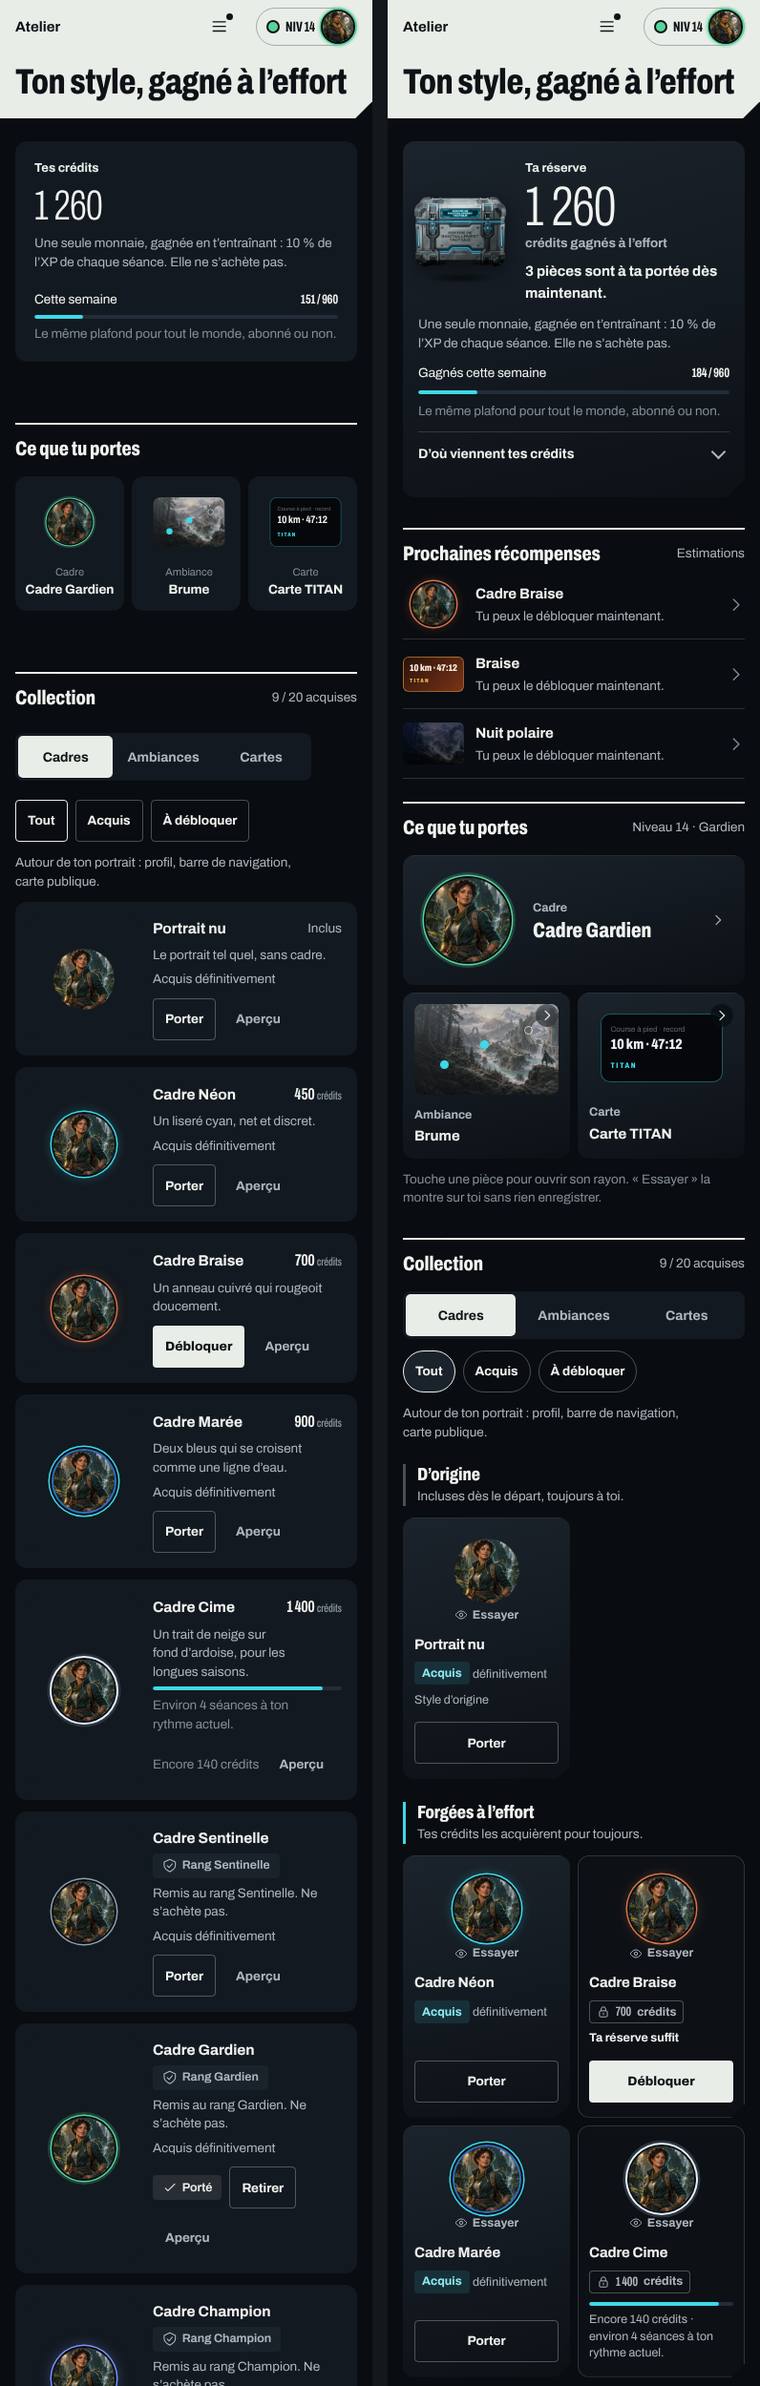 Atelier
NIV 14
Ton style, gagné à l’effort
Tes crédits
1 260
Une seule monnaie, gagnée en t’entraînant : 10 % de
l’XP de chaque séance. Elle ne s’achète pas.
Cette semaine 151 / 960
Le même plafond pour tout le monde, abonné ou non.
Ce que tu portes
Course à pied · record
10 km · 47:12
TITAN
Cadre
Cadre Gardien
Ambiance
Brume
Carte
Carte TITAN
Collection 9 / 20 acquises
Cadres Ambiances Cartes
Tout Acquis À débloquer
Autour de ton portrait : profil, barre de navigation,
carte publique.
Portrait nu Inclus
Le portrait tel quel, sans cadre.
Acquis définitivement
Porter Aperçu
Cadre Néon 450 crédits
Un liseré cyan, net et discret.
Acquis définitivement
Porter Aperçu
Cadre Braise 700 crédits
Un anneau cuivré qui rougeoit
doucement.
Débloquer Aperçu
Cadre Marée 900 crédits
Deux bleus qui se croisent
comme une ligne d’eau.
Acquis définitivement
Porter Aperçu
Cadre Cime 1 400 crédits
Un trait de neige sur
fond d’ardoise, pour les
longues saisons.
Environ 4 séances à ton
rythme actuel.
Encore 140 crédits Aperçu
Cadre Sentinelle
Rang Sentinelle
Remis au rang Sentinelle. Ne
s’achète pas.
Acquis définitivement
Porter Aperçu
Cadre Gardien
Rang Gardien
Remis au rang Gardien. Ne
s’achète pas.
Acquis définitivement
Porté Retirer
Aperçu
Cadre Champion
Rang Champion
Remis au rang Champion. Ne
s’achète pas.
Atelier
NIV 14
Ton style, gagné à l’effort
Ta réserve
1 260
crédits gagnés à l’effort
3 pièces sont à ta portée dès
maintenant.
Une seule monnaie, gagnée en t’entraînant : 10 % de
l’XP de chaque séance. Elle ne s’achète pas.
Gagnés cette semaine 184 / 960
Le même plafond pour tout le monde, abonné ou non.
D’où viennent tes crédits
Prochaines récompenses Estimations
Cadre Braise
Tu peux le débloquer maintenant.
10 km · 47:12
TITAN
Braise
Tu peux le débloquer maintenant.
Nuit polaire
Tu peux le débloquer maintenant.
Ce que tu portes Niveau 14 · Gardien
Cadre
Cadre Gardien
Ambiance
Brume
Course à pied · record
10 km · 47:12
TITAN
Carte
Carte TITAN
Touche une pièce pour ouvrir son rayon. « Essayer » la
montre sur toi sans rien enregistrer.
Collection 9 / 20 acquises
Cadres Ambiances Cartes
Tout Acquis À débloquer
Autour de ton portrait : profil, barre de navigation,
carte publique.
D’origine
Incluses dès le départ, toujours à toi.
Essayer
Portrait nu
Acquis définitivement
Style d’origine
Porter
Forgées à l’effort
Tes crédits les acquièrent pour toujours.
Essayer
Cadre Néon
Acquis définitivement
Porter
Essayer
Cadre Braise
700 crédits
Ta réserve suffit
Débloquer
Essayer
Cadre Marée
Acquis définitivement
Porter
Essayer
Cadre Cime
1 400 crédits
Encore 140 crédits ·
environ 4 séances à ton
rythme actuel.